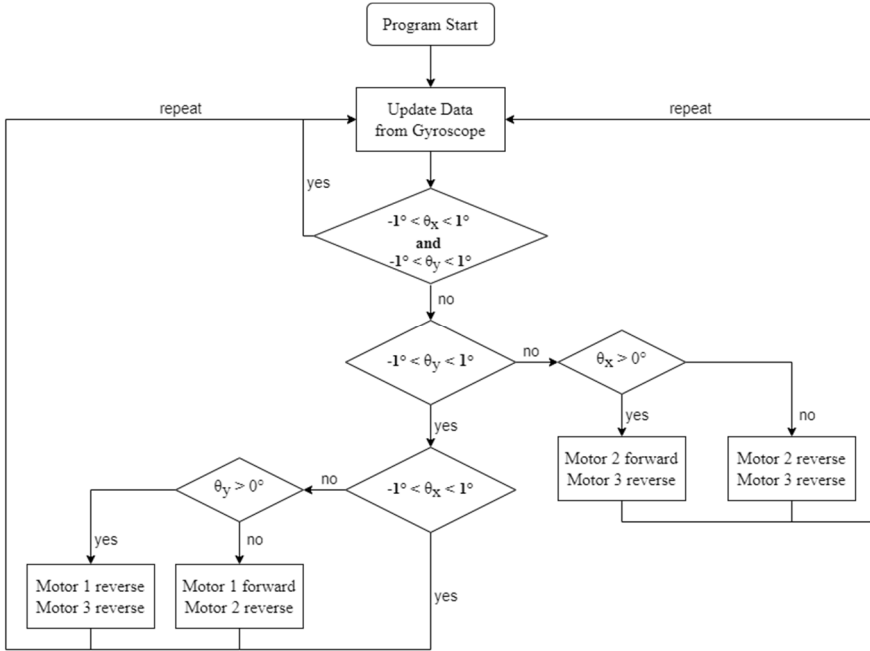 Program Start
repeat
Update Data
from Gyroscope
repeat
yes
-1° < θx < 1°
and
-1° < θy < 1°
no
-1° < θy < 1°
no
θx > 0°
yes
no
yes
Motor 2 forward
Motor 3 reverse
Motor 2 reverse
Motor 3 reverse
-1° < θx < 1°
no
θy > 0°
yes
no
Motor 1 reverse
Motor 3 reverse
Motor 1 forward
Motor 2 reverse
yes